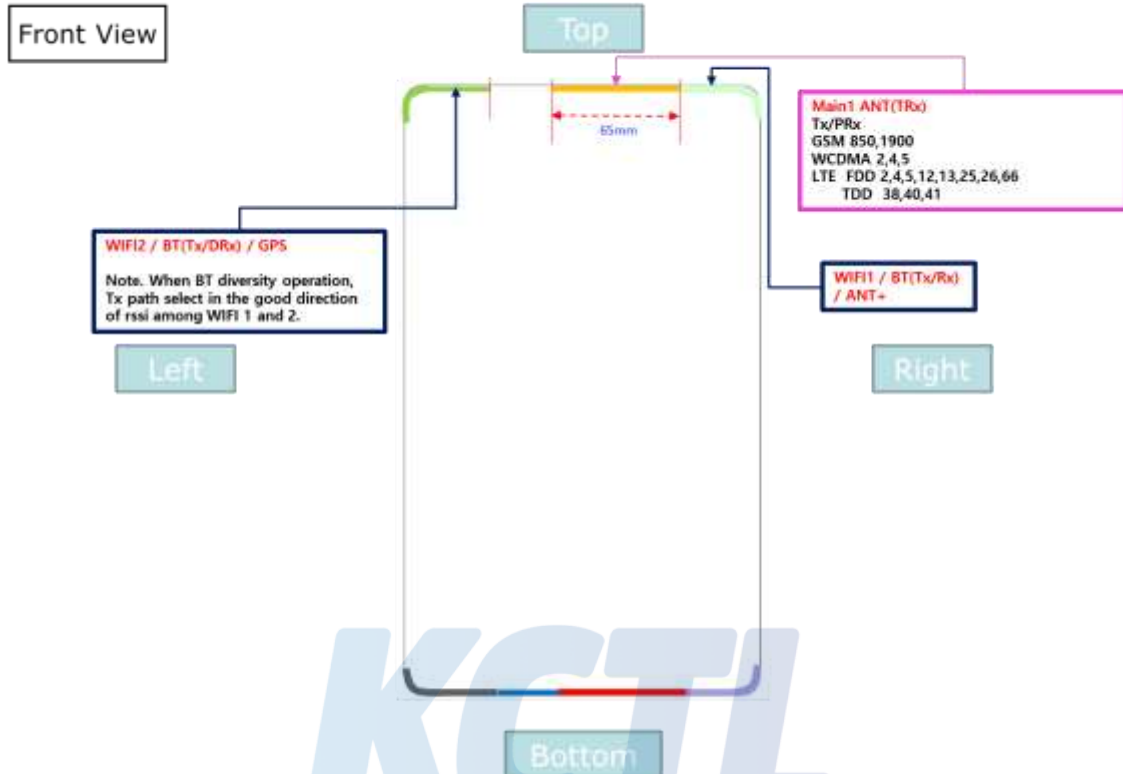 Front View
Top
65mm
Main1 ANT(TRx)
Tx/PRx
GSM 850,1900
WCDMA 2,4,5
LTE FDD 2,4,5,12,13,25,26,66
TDD 38,40,41
WIFI2 / BT(Tx/DRx) / GPS
Note. When BT diversity operation,
Tx path select in the good direction
of rssi among WIFI 1 and 2.
WIFI1 / BT(Tx/Rx)
/ ANT+
Left
Right
KCTL
Bottom